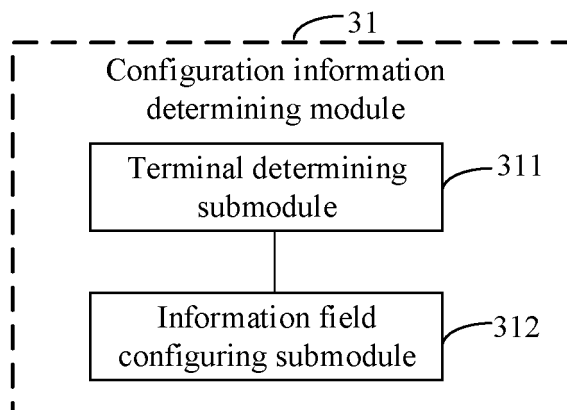 31
Configuration information
determining module
Terminal determining
submodule
311
Information field
configuring submodule
312